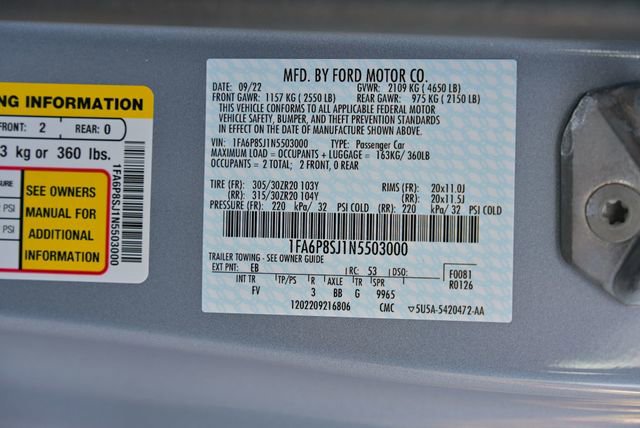 NG INFORMATION
FRONT: 2 REAR: 0
3 kg or 360 lbs.
SURE
PSI
PSI
SEE OWNERS
MANUAL FOR
ADDITIONAL
INFORMATION
1FA6P8SJ1N5503000
MFD. BY FORD MOTOR CO.
DATE: 09/22 GVWR: 2109 KG ( 4650 LB)
FRONT GAWR: 1157 KG ( 2550 LB) REAR GAWR: 975 KG ( 2150 LB)
THIS VEHICLE CONFORMS TO ALL APPLICABLE FEDERAL MOTOR
VEHICLE SAFETY, BUMPER, AND THEFT PREVENTION STANDARDS
IN EFFECT ON THE DATE OF MANUFACTURE SHOWN ABOVE.
VIN: 1FA6P8SJ1N5503000 TYPE: Passenger Car
MAXIMUM LOAD = OCCUPANTS + LUGGAGE = 163KG/ 360LB
OCCUPANTS = 2 TOTAL; 2 FRONT, 0 REAR
TIRE (FR): 305/30ZR20 103Y RIMS (FR): 20x11.0J
(RR): 315/30ZR20 104Y (RR): 20x11.5J
PRESSURE (FR): 220 kPa/ 32 PSI COLD (RR): 220 kPa/ 32 PSI COLD
1FA6P8SJ1N5503000
TRAILER TOWING - SEE OWNER GUIDE
EXT PNT: EB RC: 53 DSO: F0081
INT TR TP/PS R AXLE TR SPR R0126
FV 3 BB G 9965
1202209216806 CMC 5U5A-5420472-AA